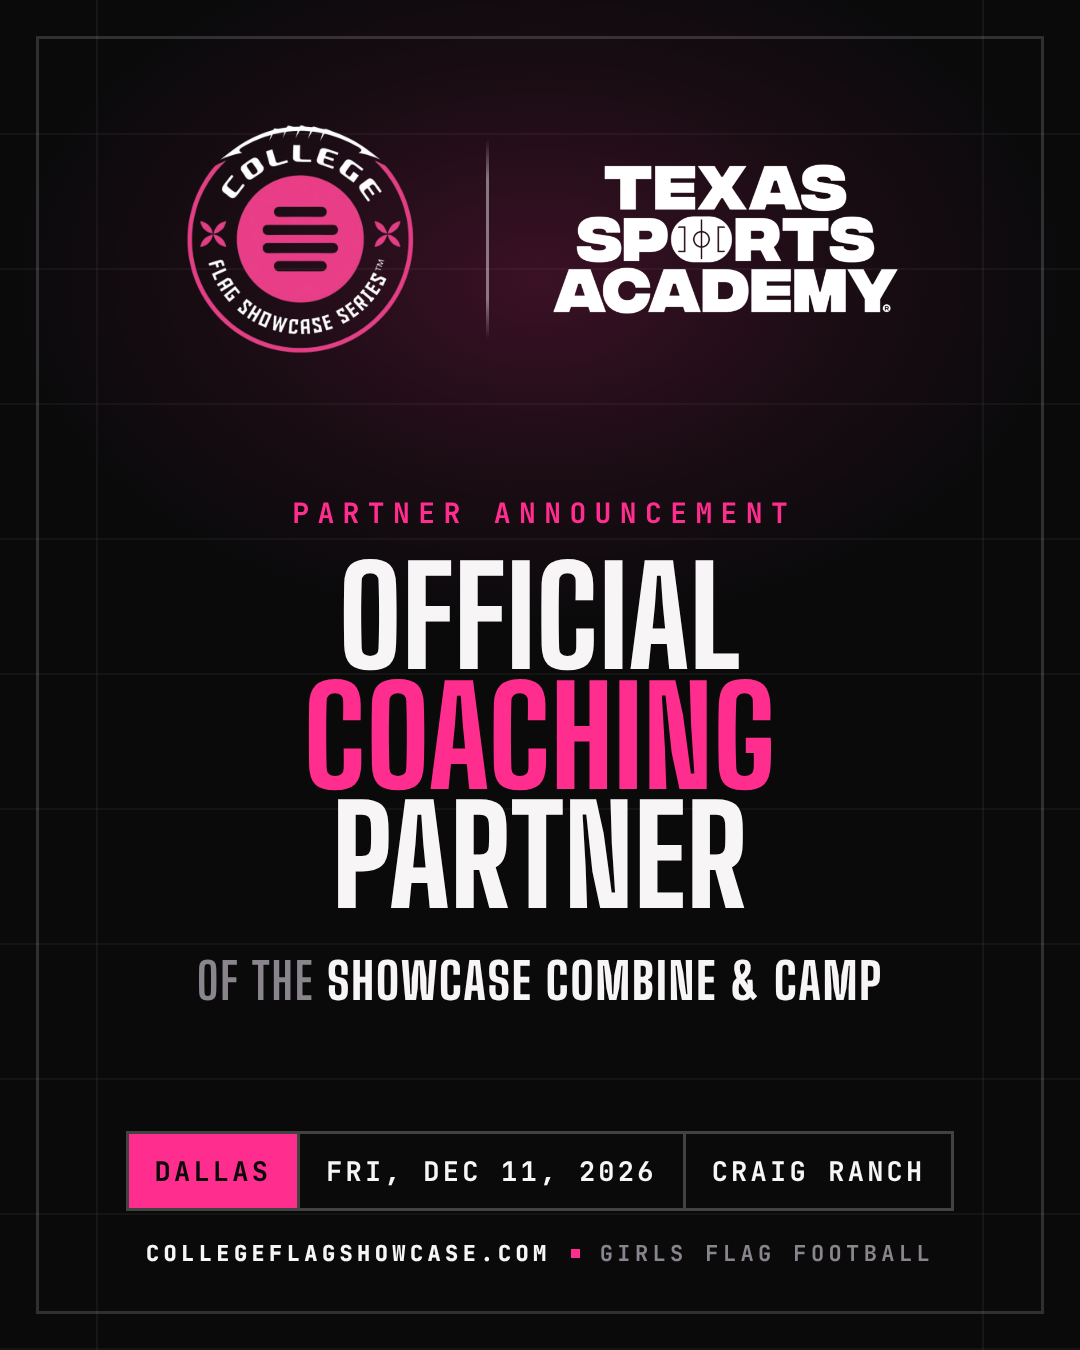 COLLEGE
FLAG SHOWCASE SERIES™
TEXAS
SPORTS
ACADEMY®
PARTNER ANNOUNCEMENT
OFFICIAL
COACHING
PARTNER
OF THE SHOWCASE COMBINE & CAMP
DALLAS FRI, DEC 11, 2026 CRAIG RANCH
COLLEGEFLAGSHOWCASE.COM ▪ GIRLS FLAG FOOTBALL